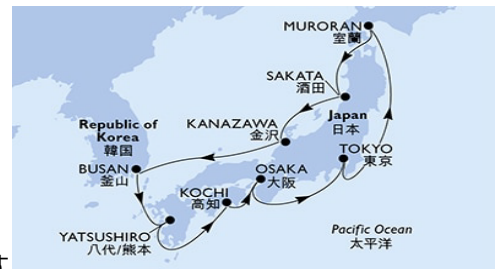 MURORAN
室蘭
SAKATA
酒田
Japan
日本
KANAZAWA
金沢
Republic of
Korea
韓国
BUSAN
釜山
TOKYO
東京
OSAKA
大阪
KOCHI
高知
YATSUSHIRO
八代/熊本
Pacific Ocean
太平洋